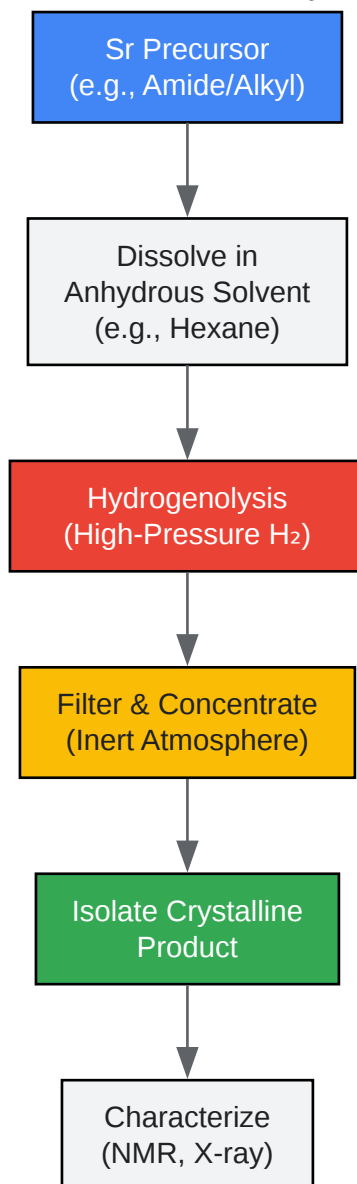 Sr Precursor
(e.g., Amide/Alkyl)
Dissolve in
Anhydrous Solvent
(e.g., Hexane)
Hydrogenolysis
(High-Pressure H₂)
Filter & Concentrate
(Inert Atmosphere)
Isolate Crystalline
Product
Characterize
(NMR, X-ray)